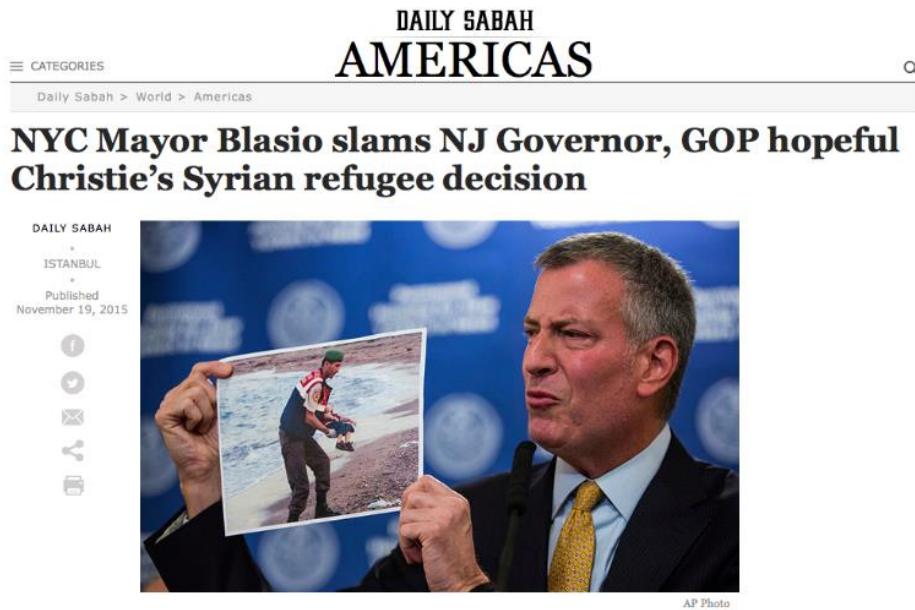 DAILY SABAH
AMERICAS
CATEGORIES
Daily Sabah > World > Americas
NYC Mayor Blasio slams NJ Governor, GOP hopeful
Christie’s Syrian refugee decision
DAILY SABAH
ISTANBUL
Published
November 19, 2015
AP Photo